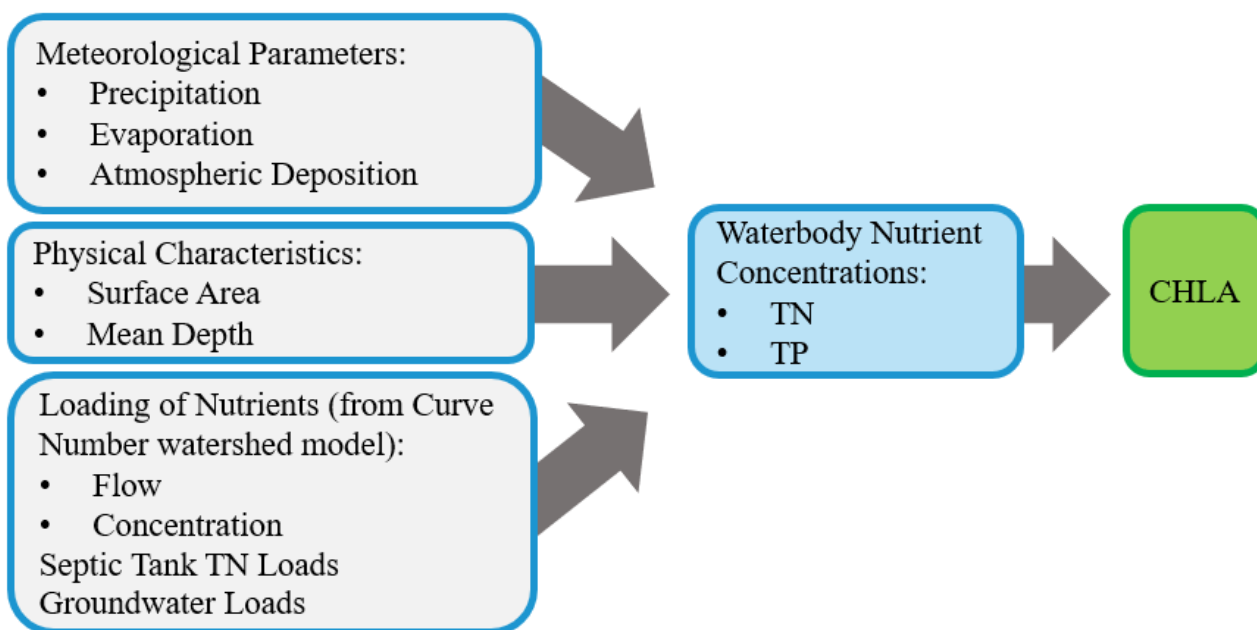 Meteorological Parameters:
• Precipitation
• Evaporation
• Atmospheric Deposition
Physical Characteristics:
• Surface Area
• Mean Depth
Loading of Nutrients (from Curve
Number watershed model):
• Flow
• Concentration
Septic Tank TN Loads
Groundwater Loads
Waterbody Nutrient
Concentrations:
• TN
• TP
CHLA